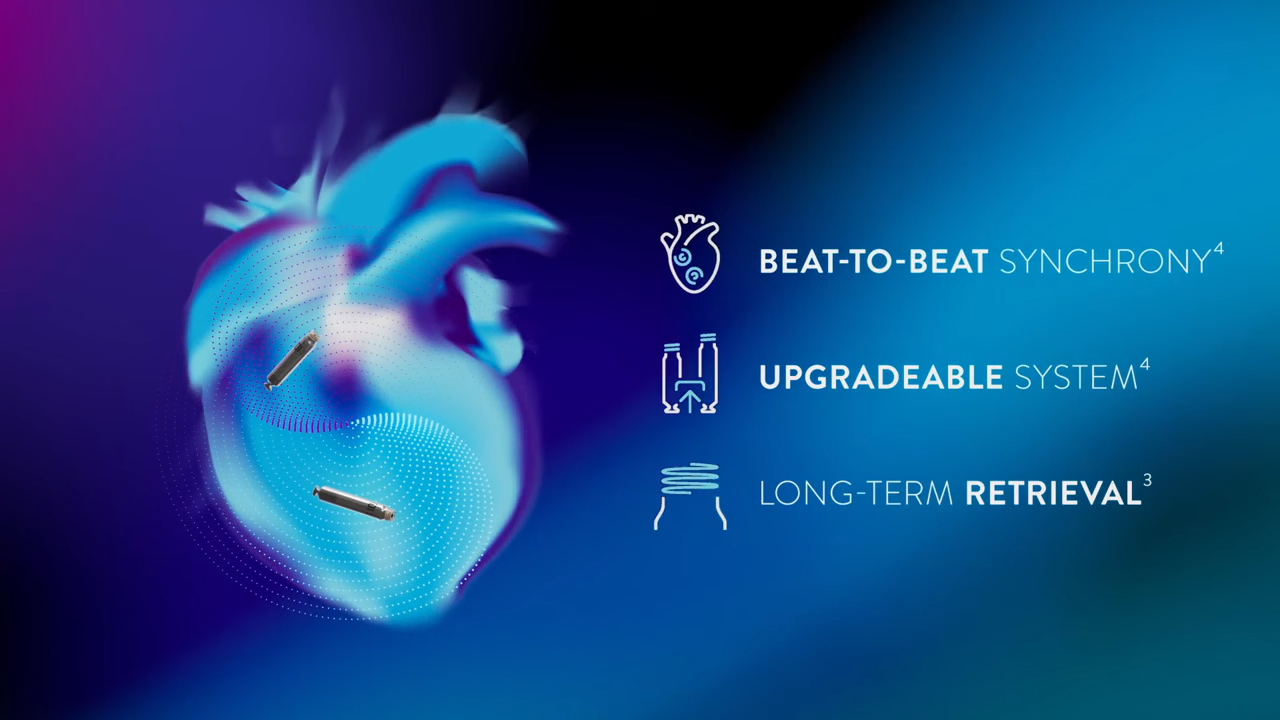 BEAT-TO-BEAT SYNCHRONY⁴
UPGRADEABLE SYSTEM⁴
LONG-TERM RETRIEVAL³